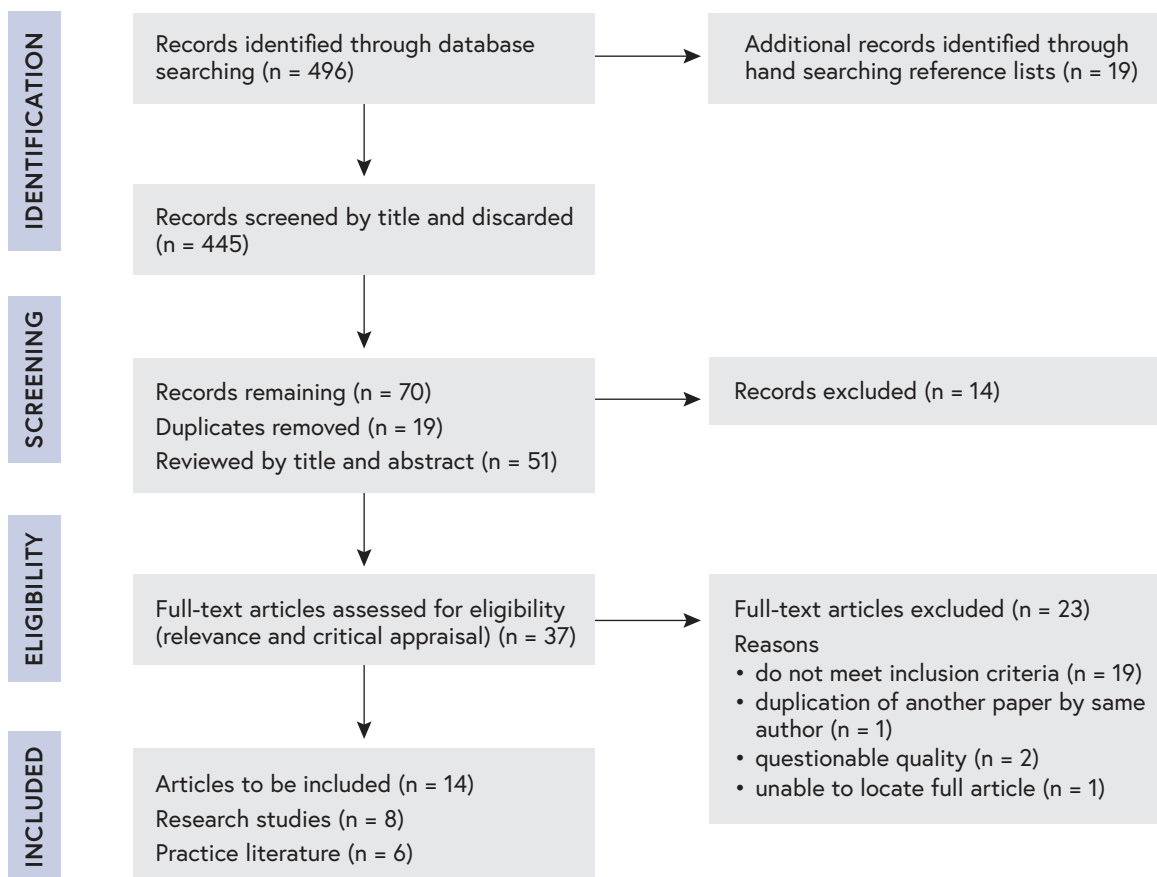 IDENTIFICATION
Records identified through database
searching (n = 496)
Additional records identified through
hand searching reference lists (n = 19)
Records screened by title and discarded
(n = 445)
SCREENING
Records remaining (n = 70)
Duplicates removed (n = 19)
Reviewed by title and abstract (n = 51)
Records excluded (n = 14)
ELIGIBILITY
Full-text articles assessed for eligibility
(relevance and critical appraisal) (n = 37)
Full-text articles excluded (n = 23)
Reasons
• do not meet inclusion criteria (n = 19)
• duplication of another paper by same
author (n = 1)
• questionable quality (n = 2)
• unable to locate full article (n = 1)
INCLUDED
Articles to be included (n = 14)
Research studies (n = 8)
Practice literature (n = 6)